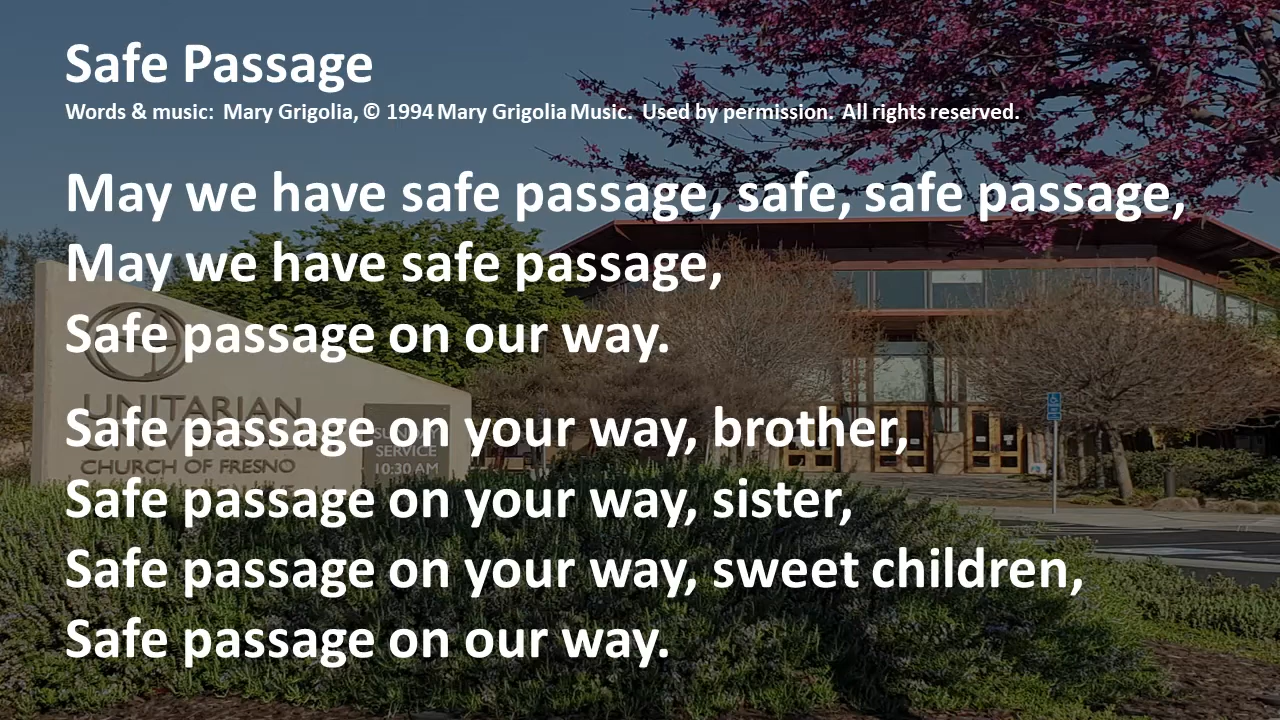 Safe Passage
Words & music: Mary Grigolia, © 1994 Mary Grigolia Music. Used by permission. All rights reserved.
May we have safe passage, safe, safe passage,
May we have safe passage,
Safe passage on our way.
Safe passage on your way, brother,
Safe passage on your way, sister,
Safe passage on your way, sweet children,
Safe passage on our way.
UNITARIAN
CHURCH OF FRESNO
SERVICE
10:30 AM